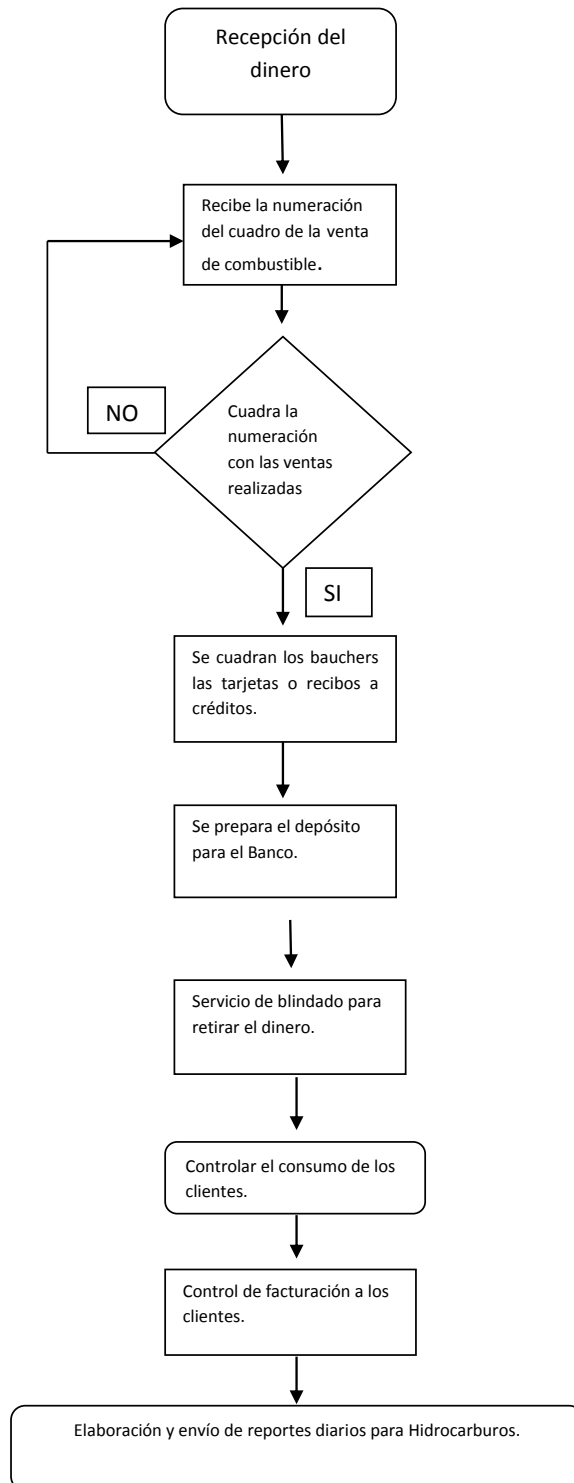 Recepción del
dinero
Recibe la numeración
del cuadro de la venta
de combustible.
NO
Cuadra la
numeración
con las ventas
realizadas
SI
Se cuadran los bauchers
las tarjetas o recibos a
créditos.
Se prepara el depósito
para el Banco.
Servicio de blindado para
retirar el dinero.
Controlar el consumo de los
clientes.
Control de facturación a los
clientes.
Elaboración y envío de reportes diarios para Hidrocarburos.